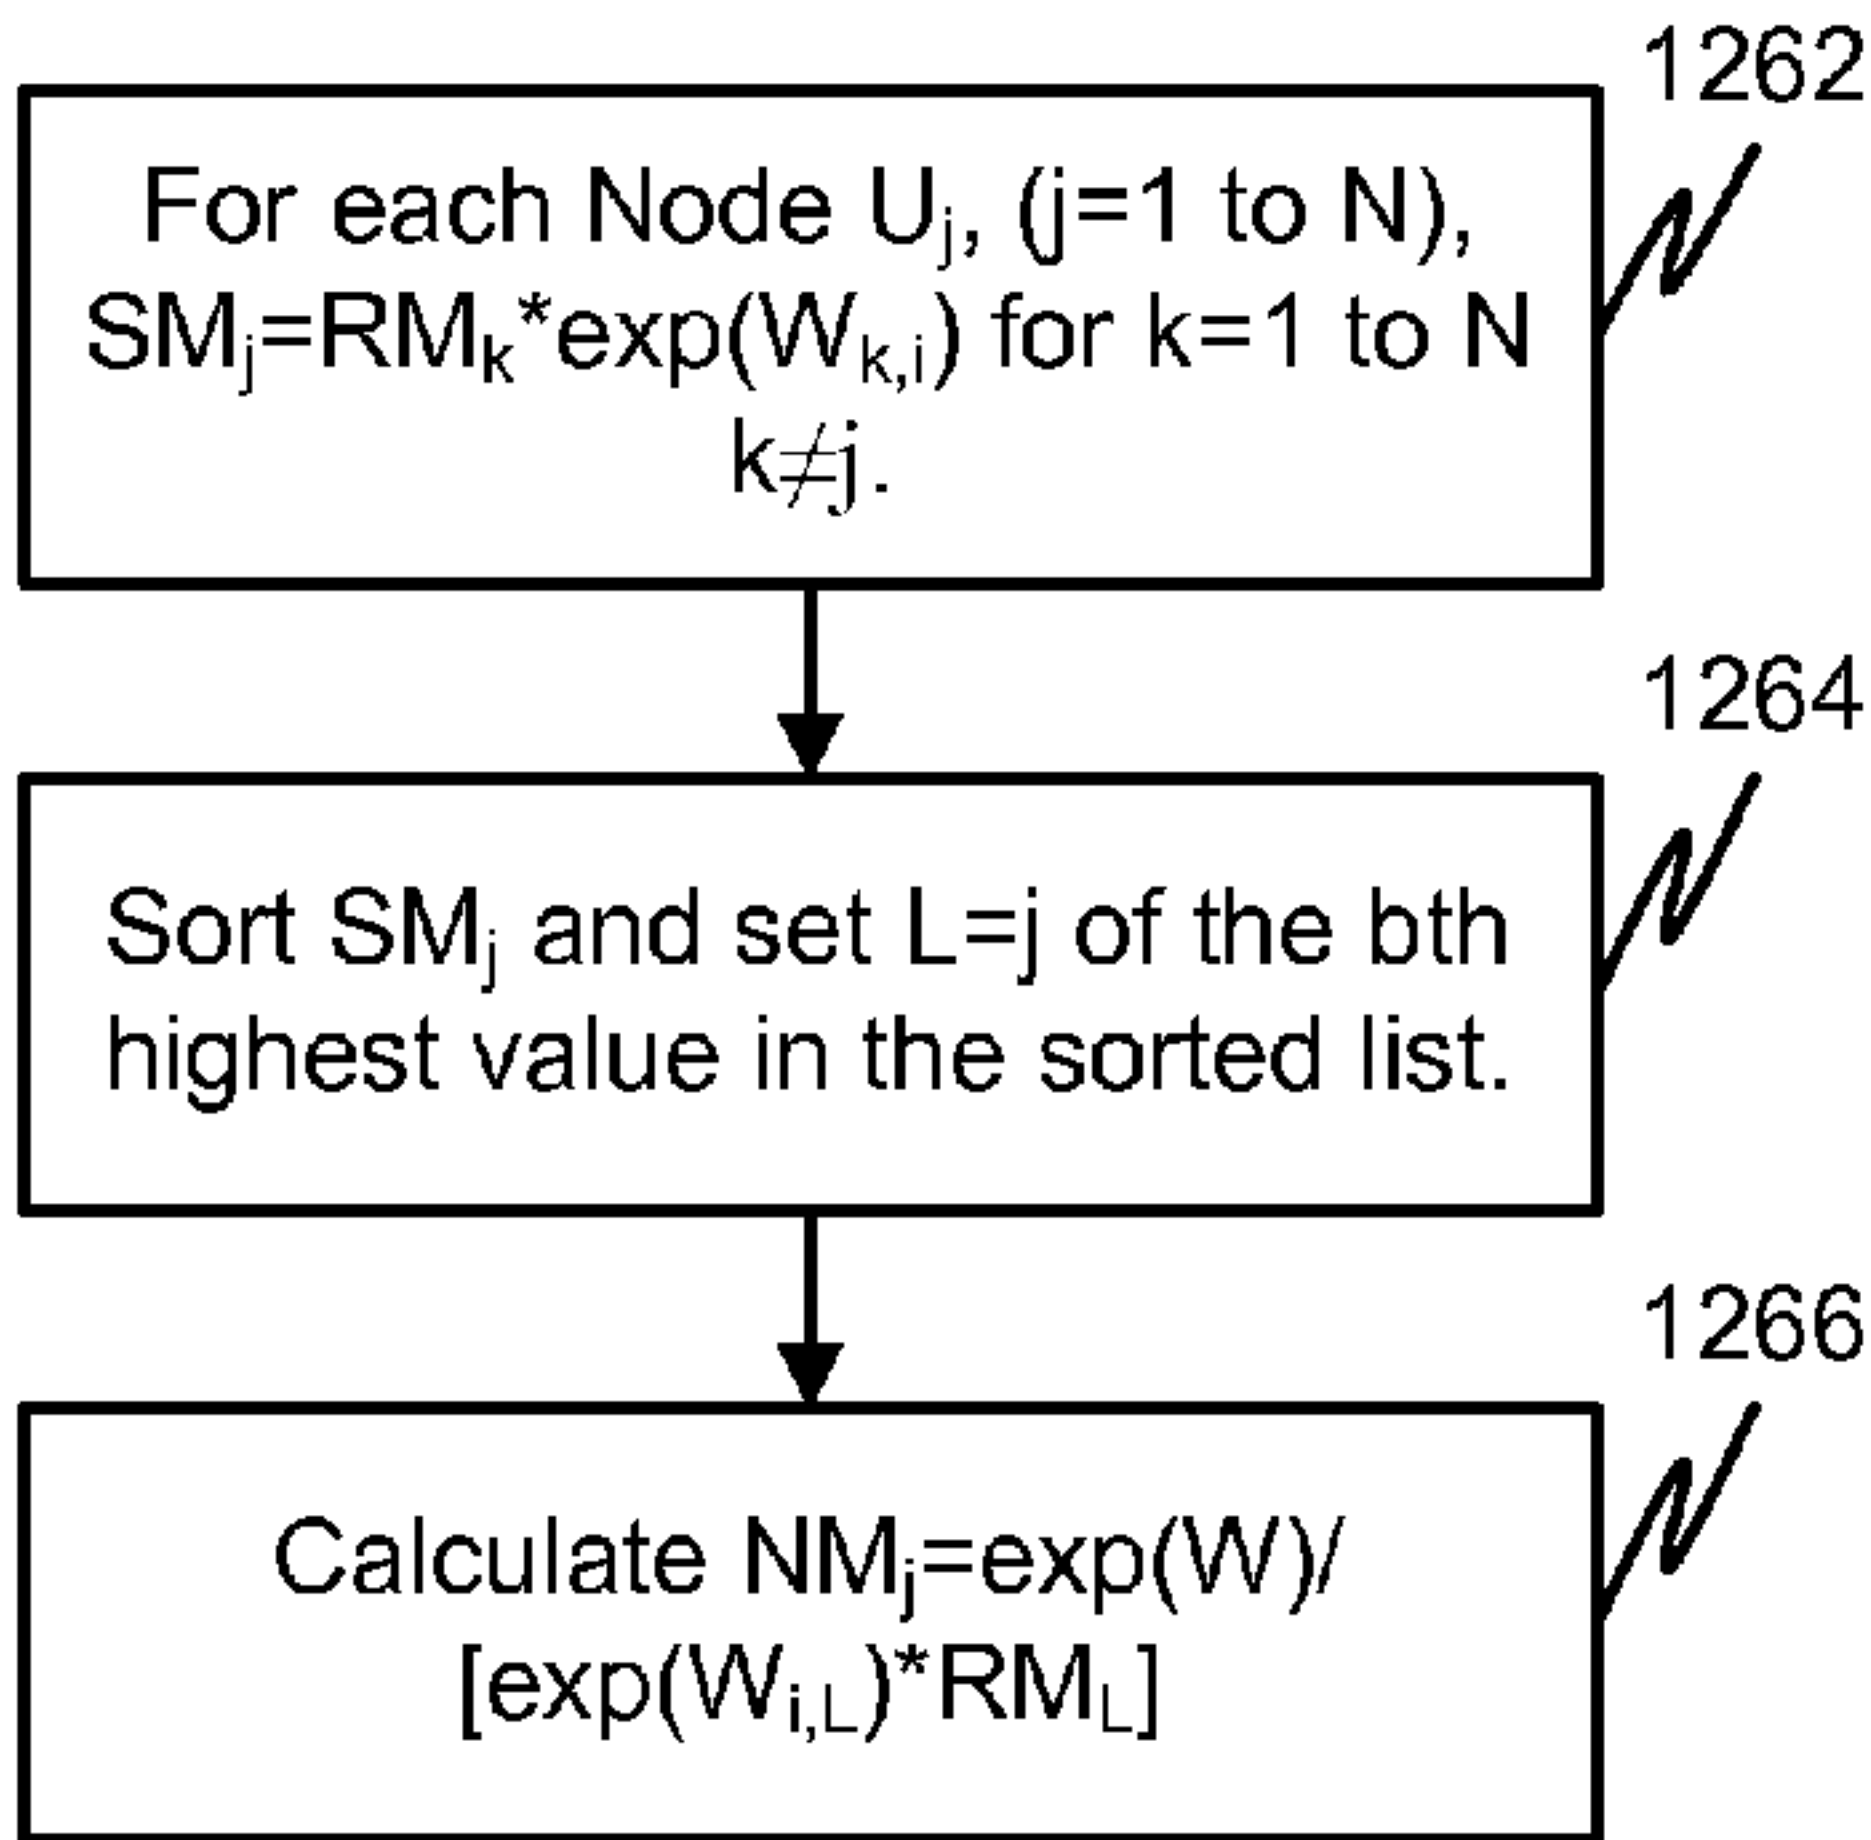 1262
For each Node Uj, (j=1 to N),
SMj=RMk*exp(Wk,i) for k=1 to N
k≠j.
1264
Sort SMj and set L=j of the bth
highest value in the sorted list.
1266
Calculate NMj=exp(W)/
[exp(Wi,L)*RML]